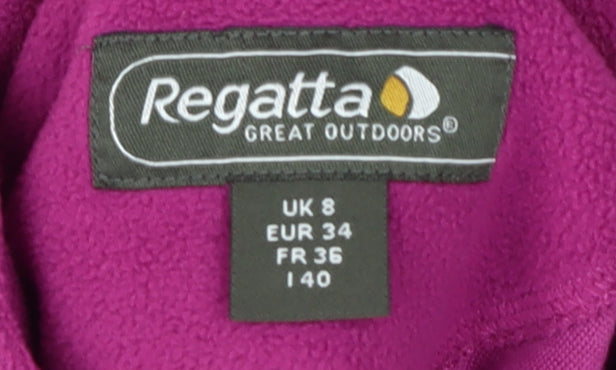 Regatta
GREAT OUTDOORS®
UK 8
EUR 34
FR 36
I 40